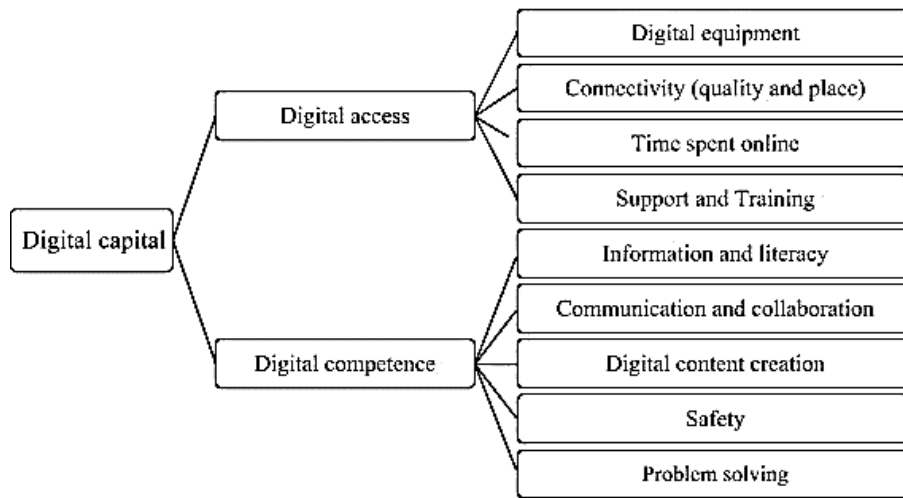 Digital capital
Digital access
Digital equipment
Connectivity (quality and place)
Time spent online
Support and Training
Digital competence
Information and literacy
Communication and collaboration
Digital content creation
Safety
Problem solving